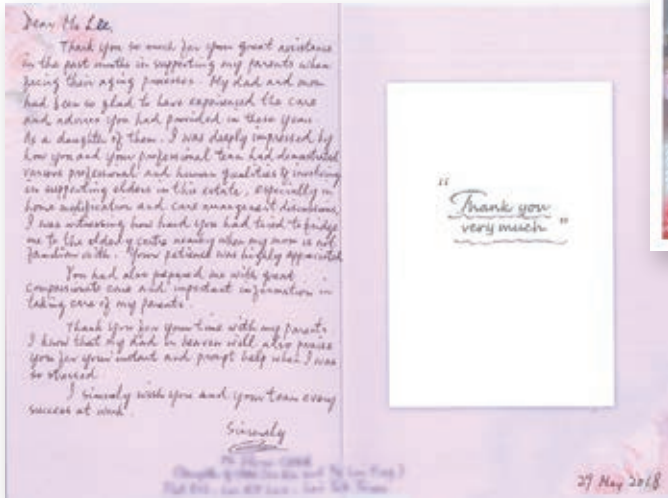 Dear Ms Lee,
Thank you so much for your great assistance
in the past months in supporting my parents when
facing their aging processes. My dad and mom
had been so glad to have experienced the care
and advices you had provided in these years.
As a daughter of them, I was deeply impressed by
how you and your professional team had demonstrated
various professional and human qualities of involving
in supporting elders in this estate, especially in
home modification and care management discussions.
I was witnessing how hard you had tried to bridge
me to the elderly centre nearby when my mom is not
familiar with. Your patience was highly appreciated.
You had also prepared me with great
compassionate care and important information in
taking care of my parents.
Thank you for your time with my parents.
I know that my dad in heaven will also praise
you for your instant and prompt help when I was
so stressed.
I sincerely wish you and your team every
success at work.
Sincerely
“
Thank you
very much
”
27 May 2018